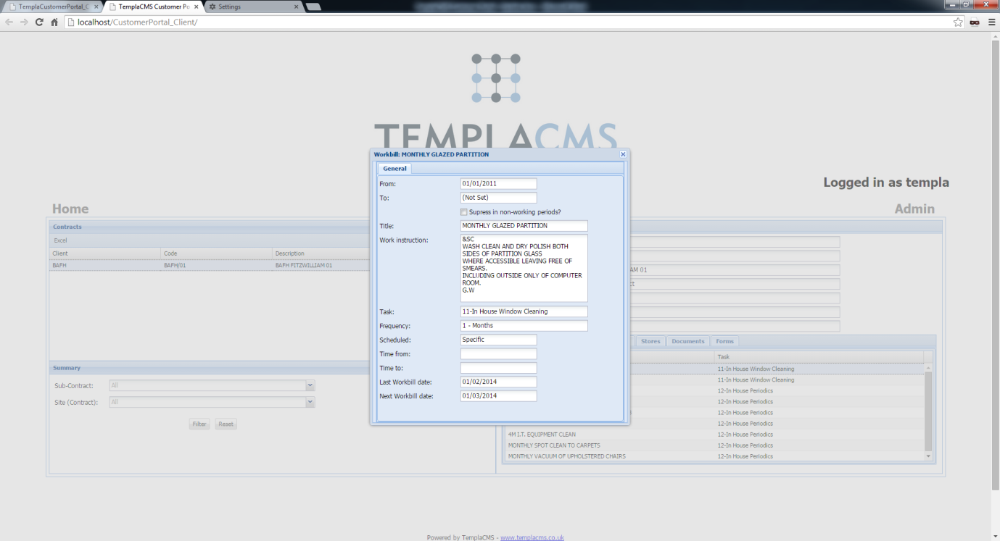 TemplaCustomerPortal_C
TemplaCMS Customer Po
Settings
localhost/CustomerPortal_Client/
TEMPLACMS
Logged in as templa
Home
Admin
Contracts
Excel
Client
Code
Description
BAFH
BAFH/01
BAFH FITZWILLIAM 01
Summary
Sub-Contract:
All
Site (Contract):
All
Filter
Reset
Workbill: MONTHLY GLAZED PARTITION
General
From:
01/01/2011
To:
(Not Set)
Supress in non-working periods?
Title:
MONTHLY GLAZED PARTITION
Work instruction:
&SC
WASH CLEAN AND DRY POLISH BOTH
SIDES OF PARTITION GLASS
WHERE ACCESSIBLE LEAVING FREE OF
SMEARS.
INCLUDING OUTSIDE ONLY OF COMPUTER
ROOM.
G.W
Task:
11-In House Window Cleaning
Frequency:
1 - Months
Scheduled:
Specific
Time from:
Time to:
Last Workbill date:
01/02/2014
Next Workbill date:
01/03/2014
AM 01
ct
Stores
Documents
Forms
Task
11-In House Window Cleaning
11-In House Window Cleaning
12-In House Periodics
12-In House Periodics
12-In House Periodics
12-In House Periodics
4M I.T. EQUIPMENT CLEAN
12-In House Periodics
MONTHLY SPOT CLEAN TO CARPETS
12-In House Periodics
MONTHLY VACUUM OF UPHOLSTERED CHAIRS
12-In House Periodics
Powered by TemplaCMS - www.templacms.co.uk